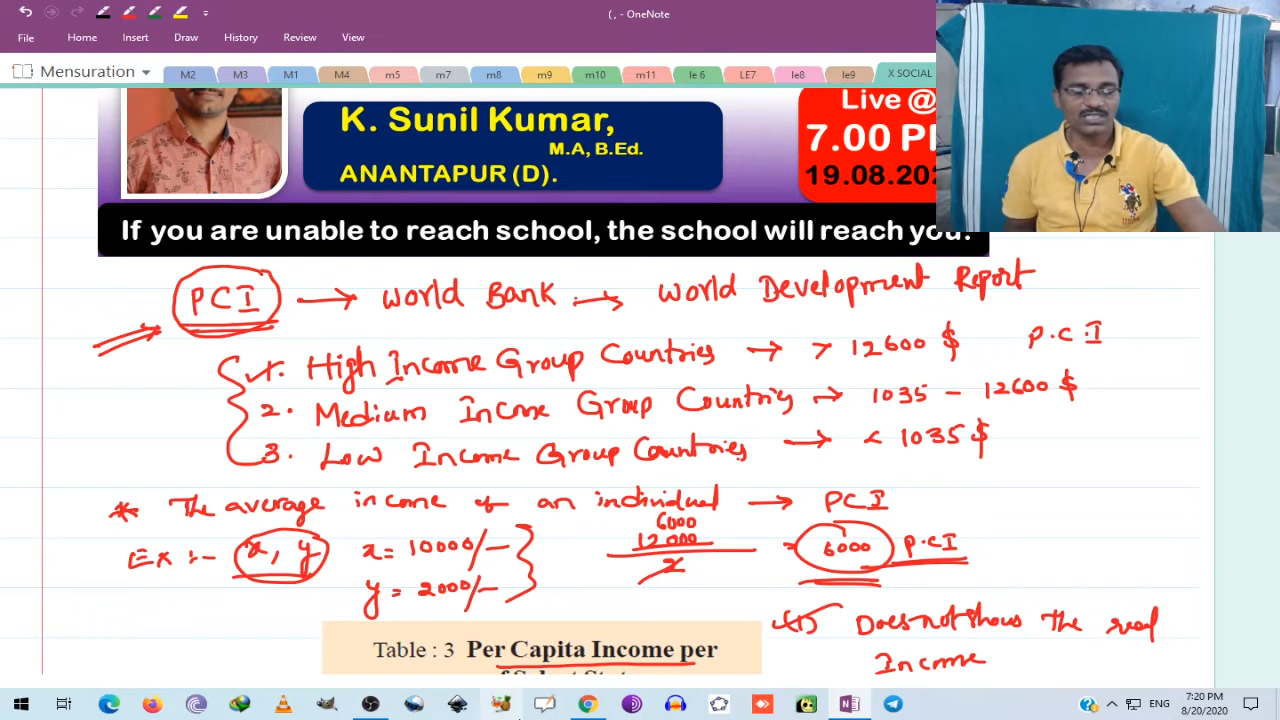 ( , - OneNote
File Home Insert Draw History Review View
Mensuration M2 M3 M1 M4 m5 m7 m8 m9 m10 m11 le 6 LE7 le8 le9 X SOCIAL
K. Sunil Kumar,
M.A, B.Ed.
ANANTAPUR (D).
Live @
7.00 P
19.08.20
If you are unable to reach school, the school will reach you.
PCI → World Bank → World Development Report
1. High Income Group Countries → > 12600 $ P.C.I
2. Medium Income Group Countries → 1035 - 12600 $
3. Low Income Group Countries → < 1035 $
* The average income of an individual → PCI
Ex :- x, y x = 10000/-
y = 2000/-
6000
12000
2
= 6000 P.CI
1) Does not shows the real
Income
Table : 3 Per Capita Income per
7:20 PM
ENG
8/20/2020